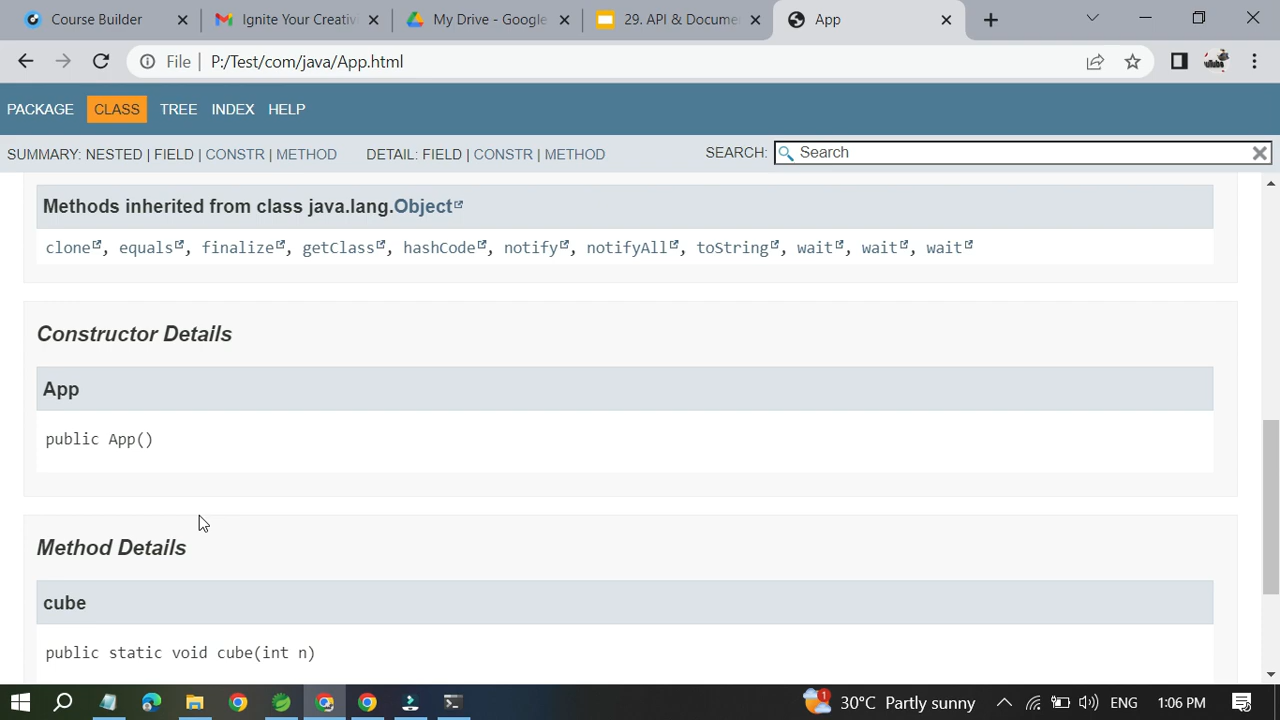 Course Builder
Ignite Your Creativi
My Drive - Google
29. API & Docume
App
File
P:/Test/com/java/App.html
PACKAGE CLASS TREE INDEX HELP
SUMMARY: NESTED | FIELD | CONSTR | METHOD DETAIL: FIELD | CONSTR | METHOD SEARCH: Search
Methods inherited from class java.lang.Object
clone, equals, finalize, getClass, hashCode, notify, notifyAll, toString, wait, wait, wait
Constructor Details
App
public App()
Method Details
cube
public static void cube(int n)
1 30°C Partly sunny ENG 1:06 PM